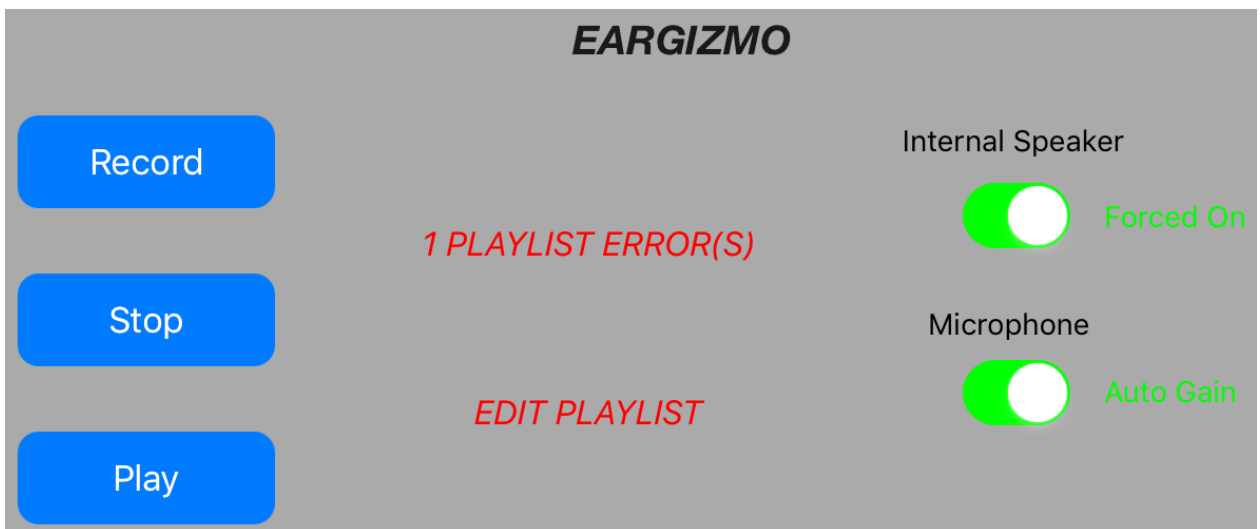 EARGIZMO
Record
Stop
Play
1 PLAYLIST ERROR(S)
EDIT PLAYLIST
Internal Speaker
Forced On
Microphone
Auto Gain